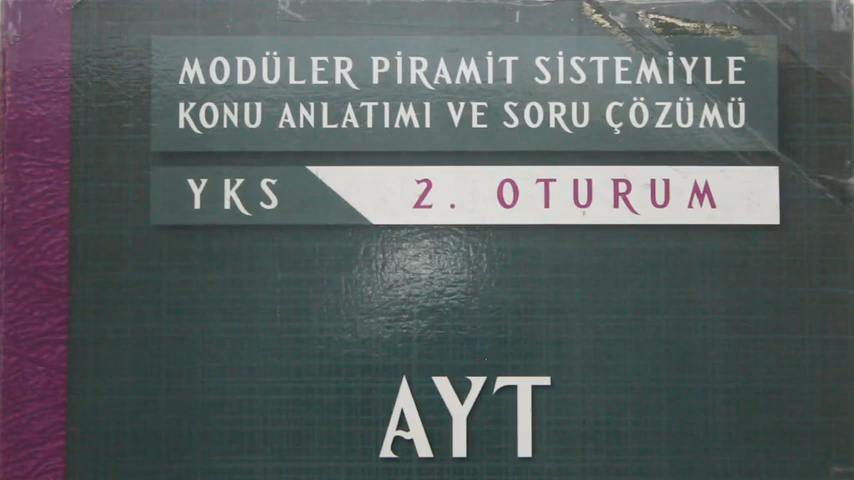 MODÜLER PİRAMİT SİSTEMİYLE
KONU ANLATIMI VE SORU ÇÖZÜMÜ
YKS 2. OTURUM
AYT